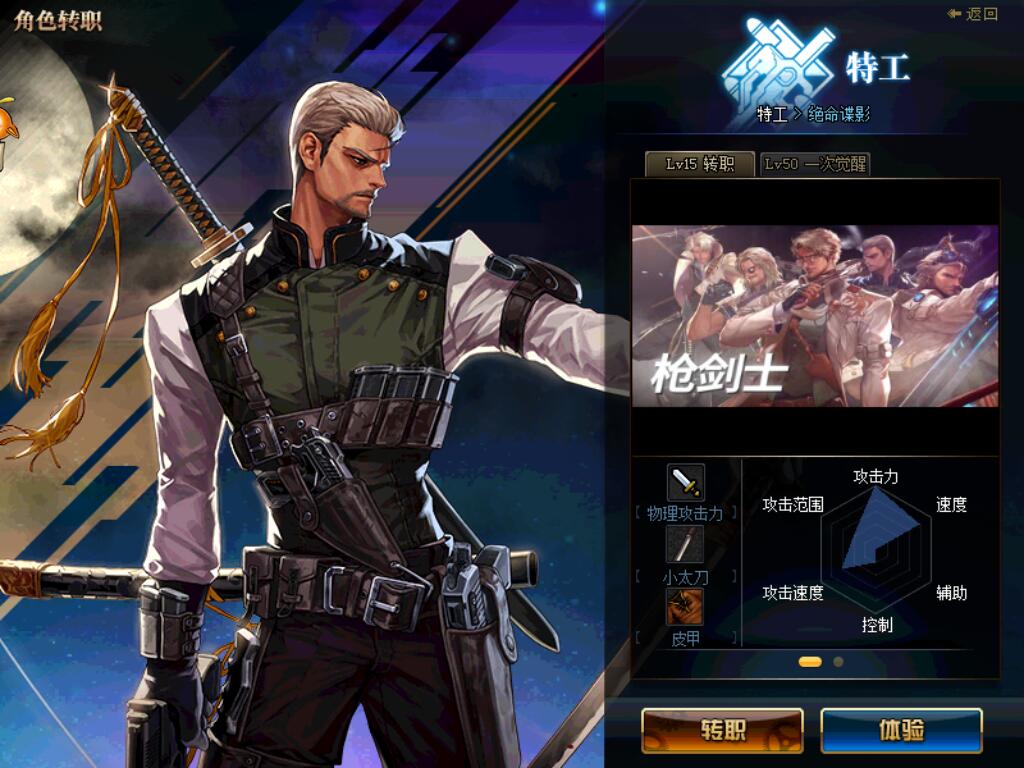 角色转职
返回
特工
特工 > 绝命谍影
Lv15 转职
Lv50 一次觉醒
枪剑士
[ 物理攻击力 ]
[ 小太刀 ]
[ 皮甲 ]
攻击力
攻击范围
速度
攻击速度
辅助
控制
转职
体验